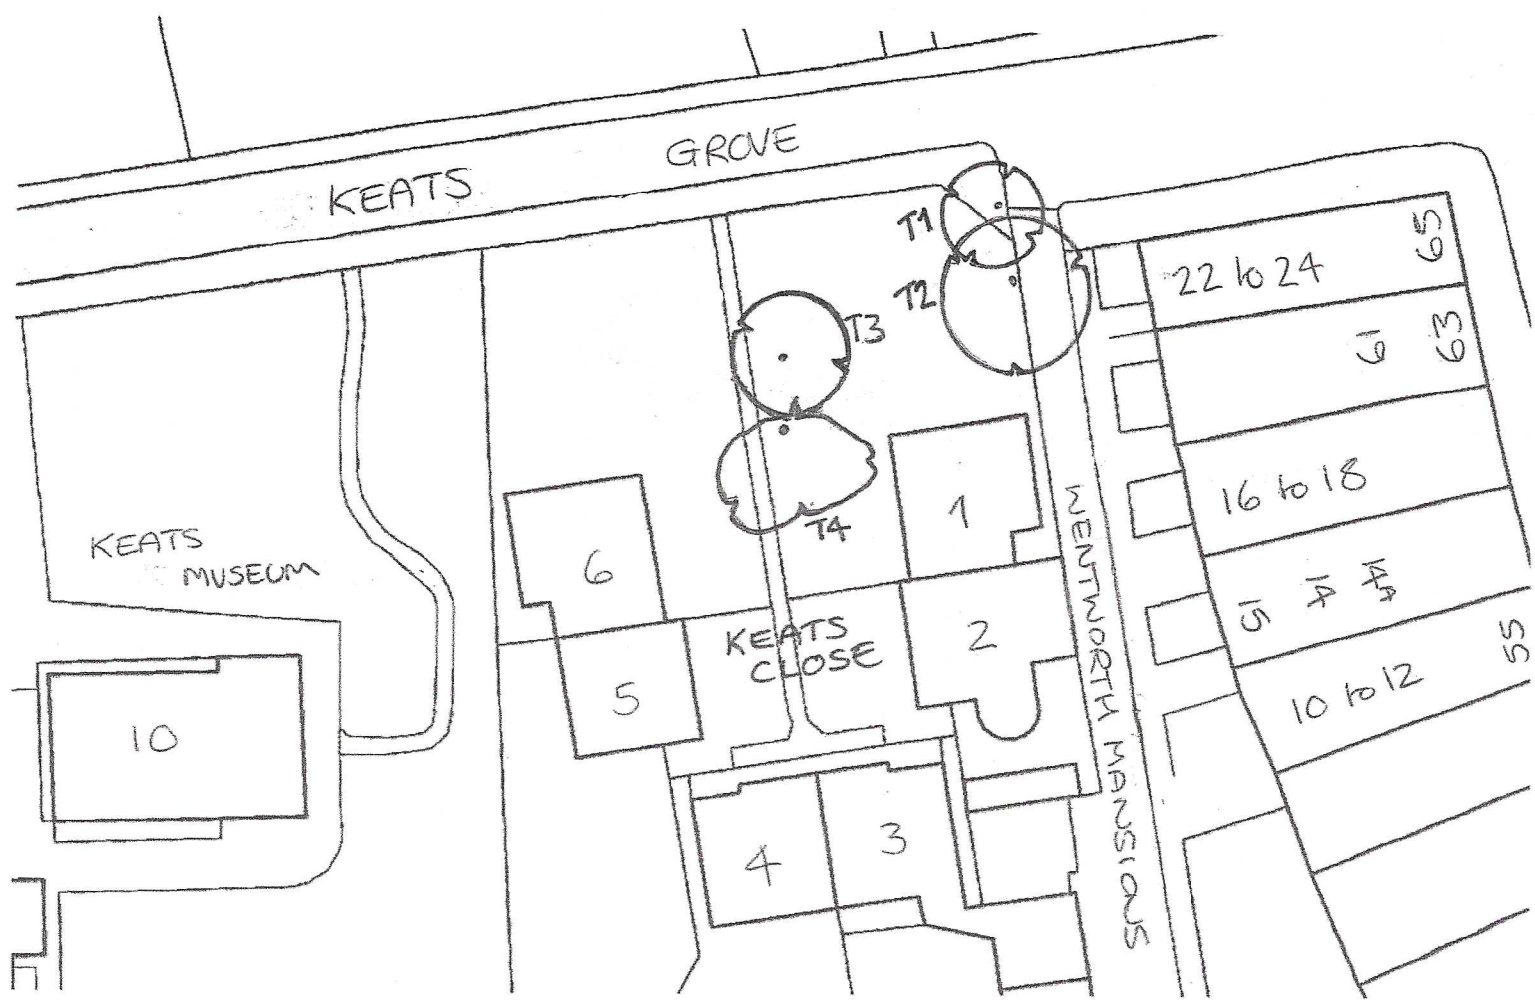 KEATS GROVE
T1
T2
T3
T4
22 to 24
65
61
63
16 to 18
15
14
14A
10 to 12
55
1
2
3
4
5
6
KEATS
CLOSE
KEATS
MUSEUM
10
WENTWORTH MANSIONS